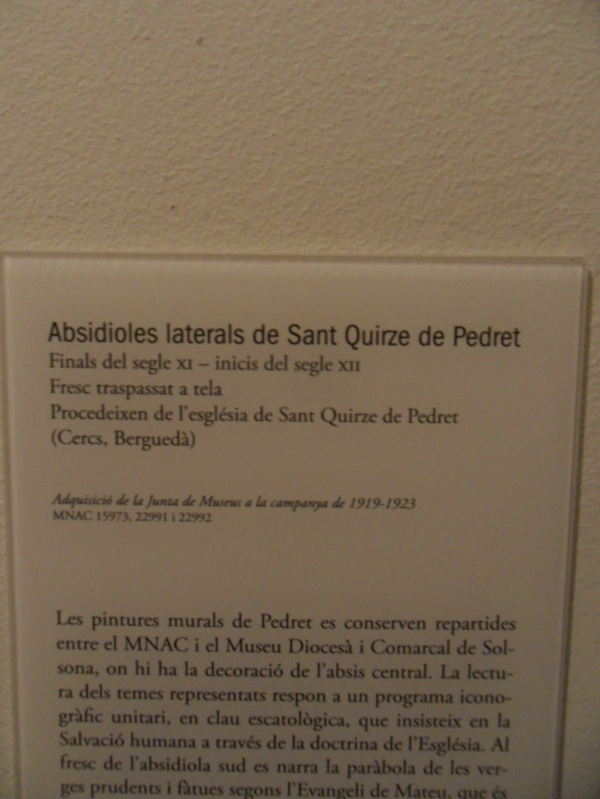 Absidioles laterals de Sant Quirze de Pedret
Finals del segle XI – inicis del segle XII
Fresc traspassat a tela
Procedeixen de l'església de Sant Quirze de Pedret
(Cercs, Berguedà)
Adquisició de la Junta de Museus a la campanya de 1919-1923
MNAC 15973, 22991 i 22992
Les pintures murals de Pedret es conserven repartides
entre el MNAC i el Museu Diocesà i Comarcal de Sol-
sona, on hi ha la decoració de l'absis central. La lectu-
ra dels temes representats respon a un programa icono-
gràfic unitari, en clau escatològica, que insisteix en la
Salvació humana a través de la doctrina de l'Església. Al
fresc de l'absidiola sud es narra la paràbola de les ver-
ges prudents i fàtues segons l'Evangeli de Mateu, que és